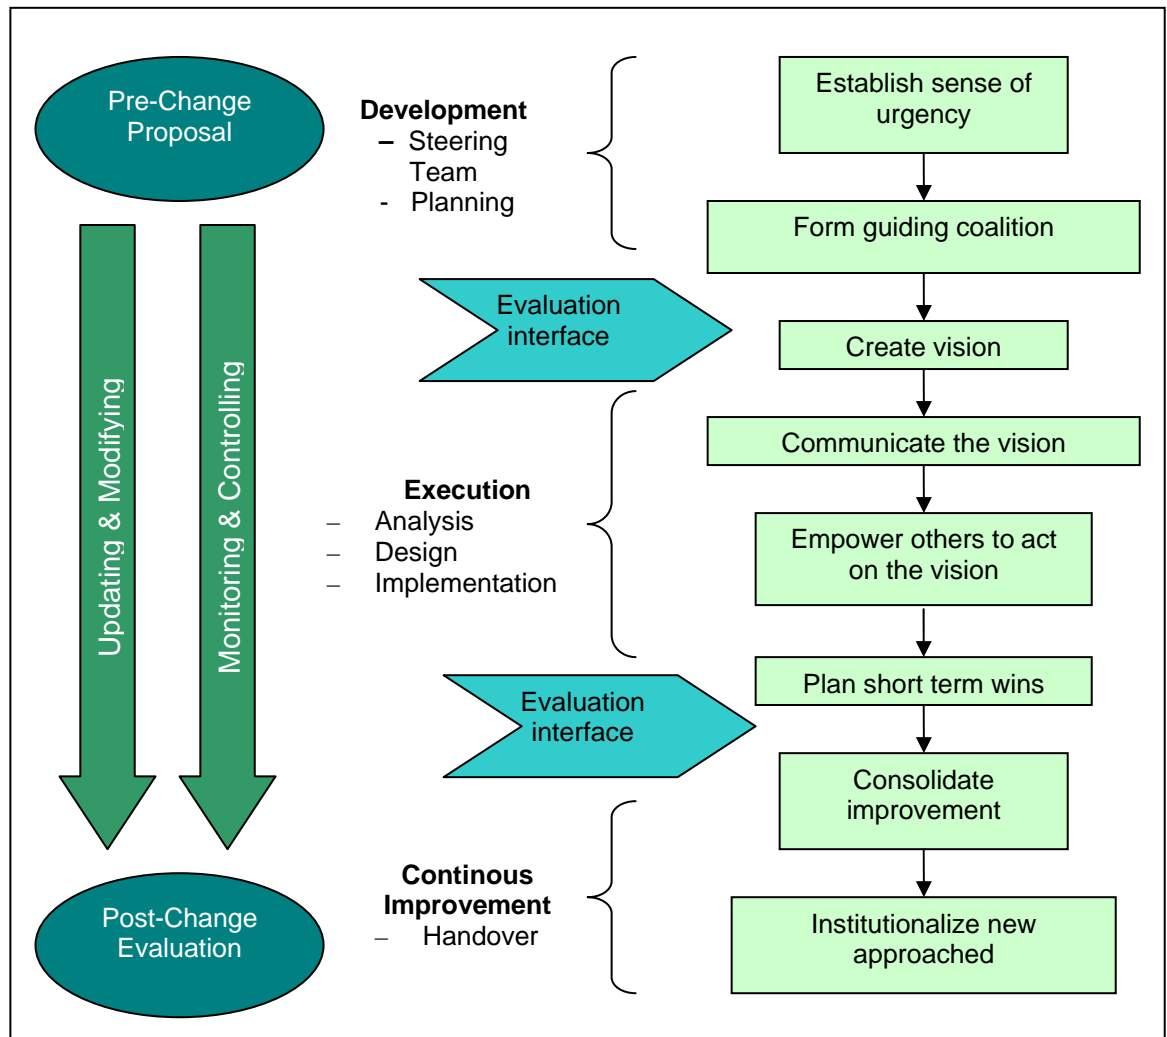 Pre-Change
Proposal
Updating & Modifying
Monitoring & Controlling
Post-Change
Evaluation
Development
– Steering
Team
- Planning
Evaluation
interface
Execution
– Analysis
– Design
– Implementation
Evaluation
interface
Continous
Improvement
– Handover
Establish sense of
urgency
Form guiding coalition
Create vision
Communicate the vision
Empower others to act
on the vision
Plan short term wins
Consolidate
improvement
Institutionalize new
approached